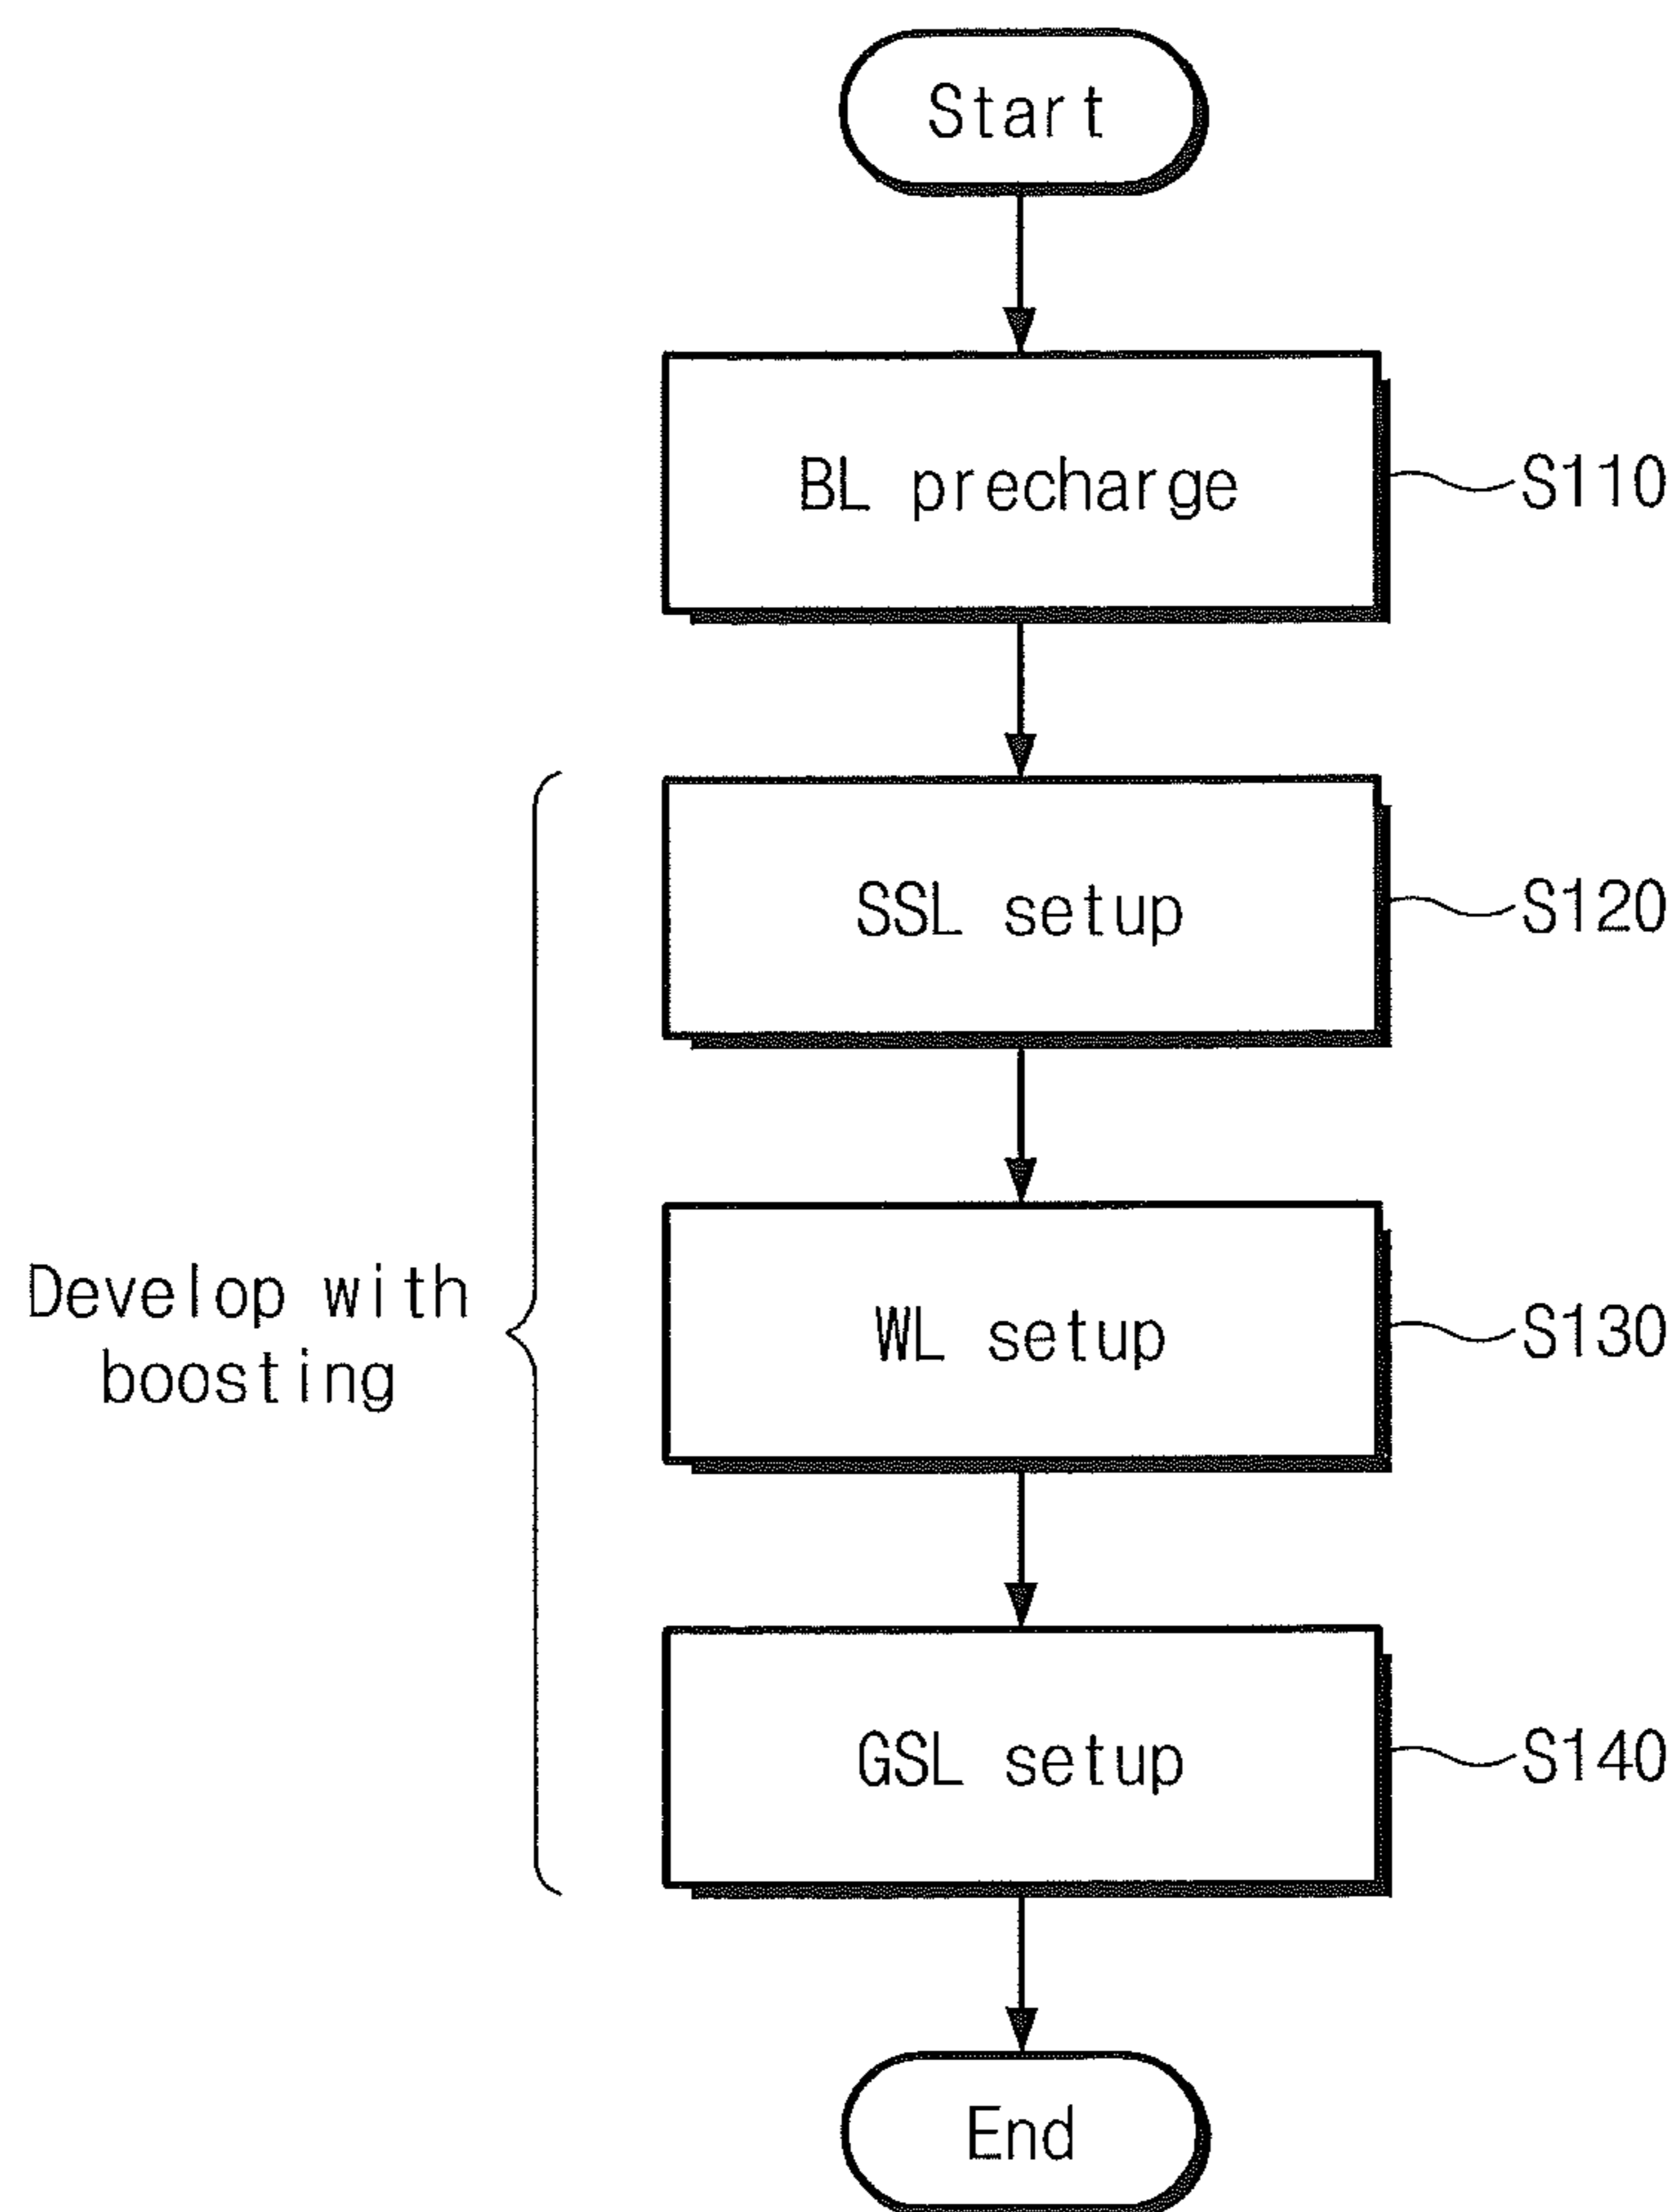 Start
BL precharge
S110
SSL setup
S120
Develop with
boosting
WL setup
S130
GSL setup
S140
End